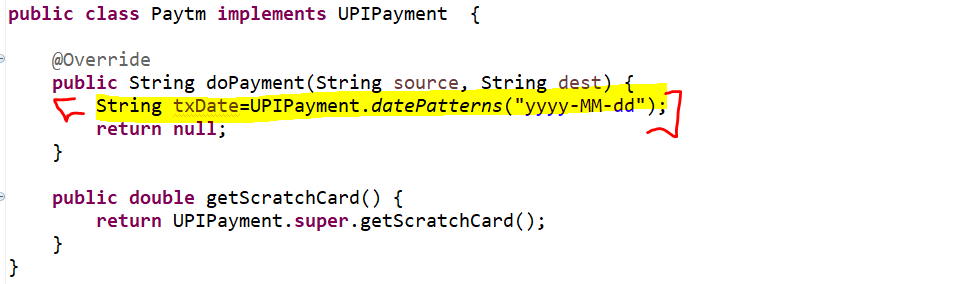 public class Paytm implements UPIPayment  {
@Override
public String doPayment(String source, String dest) {
String txDate=UPIPayment.datePatterns("yyyy-MM-dd");
return null;
}
public double getScratchCard() {
return UPIPayment.super.getScratchCard();
}
}